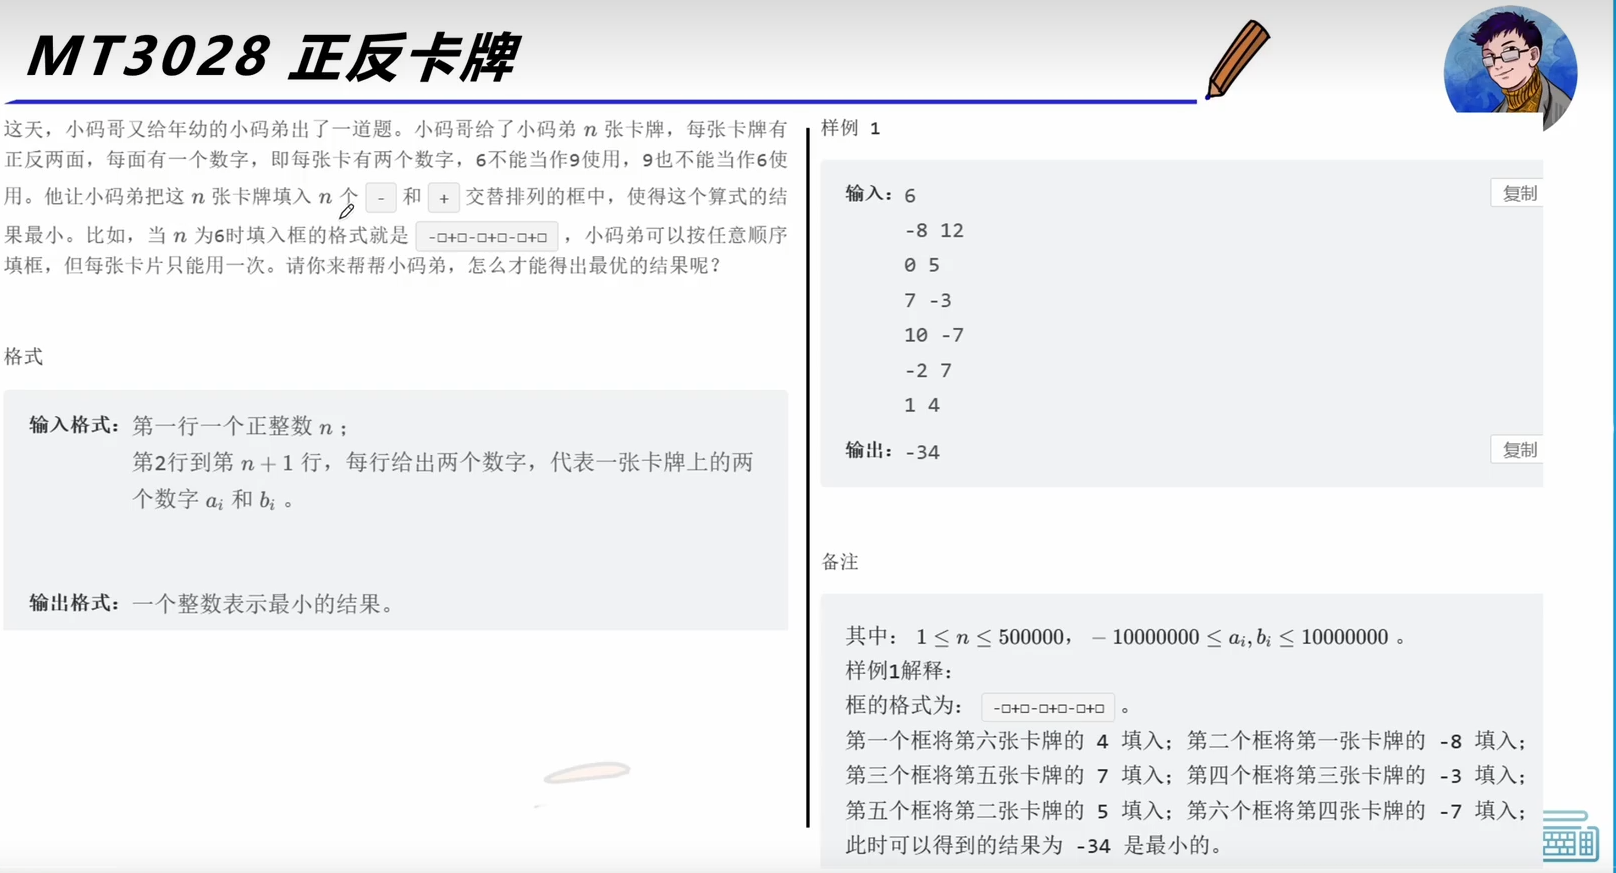 MT3028 正反卡牌
这天，小码哥又给年幼的小码弟出了一道题。小码哥给了小码弟 n 张卡牌，每张卡牌有
正反两面，每面有一个数字，即每张卡有两个数字，6不能当作9使用，9也不能当作6使
用。他让小码弟把这 n 张卡牌填入 n 个 - 和 + 交替排列的框中，使得这个算式的结
果最小。比如，当 n 为6时填入框的格式就是 -□+□-□+□-□+□ ，小码弟可以按任意顺序
填框，但每张卡片只能用一次。请你来帮帮小码弟，怎么才能得出最优的结果呢？
格式
输入格式：第一行一个正整数 n ；
第2行到第 n + 1 行，每行给出两个数字，代表一张卡牌上的两
个数字 aᵢ 和 bᵢ 。
输出格式：一个整数表示最小的结果。
样例 1
输入：6 复制
-8 12
0 5
7 -3
10 -7
-2 7
1 4
输出：-34 复制
备注
其中： 1 ≤ n ≤ 500000， − 10000000 ≤ aᵢ, bᵢ ≤ 10000000 。
样例1解释：
框的格式为： -□+□-□+□-□+□ 。
第一个框将第六张卡牌的 4 填入；第二个框将第一张卡牌的 -8 填入；
第三个框将第五张卡牌的 7 填入；第四个框将第三张卡牌的 -3 填入；
第五个框将第二张卡牌的 5 填入；第六个框将第四张卡牌的 -7 填入；
此时可以得到的结果为 -34 是最小的。